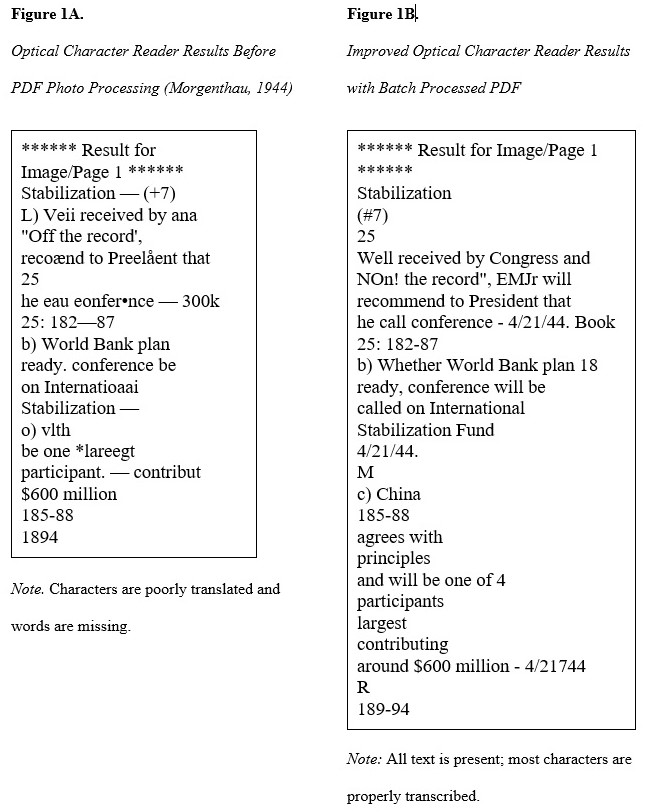 Figure 1A.
Optical Character Reader Results Before
PDF Photo Processing (Morgenthau, 1944)
****** Result for
Image/Page 1 ******
Stabilization — (+7)
L) Veii received by ana
"Off the record',
recoænd to Preelåent that
25
he eau eonfer•nce — 300k
25: 182—87
b) World Bank plan
ready. conference be
on Internatioaai
Stabilization —
o) vlth
be one *lareegt
participant. — contribut
$600 million
185-88
1894
Note. Characters are poorly translated and
words are missing.
Figure 1B.
Improved Optical Character Reader Results
with Batch Processed PDF
****** Result for Image/Page 1
******
Stabilization
(#7)
25
Well received by Congress and
NOn! the record", EMJr will
recommend to President that
he call conference - 4/21/44. Book
25: 182-87
b) Whether World Bank plan 18
ready, conference will be
called on International
Stabilization Fund
4/21/44.
M
c) China
185-88
agrees with
principles
and will be one of 4
participants
largest
contributing
around $600 million - 4/21744
R
189-94
Note: All text is present; most characters are
properly transcribed.